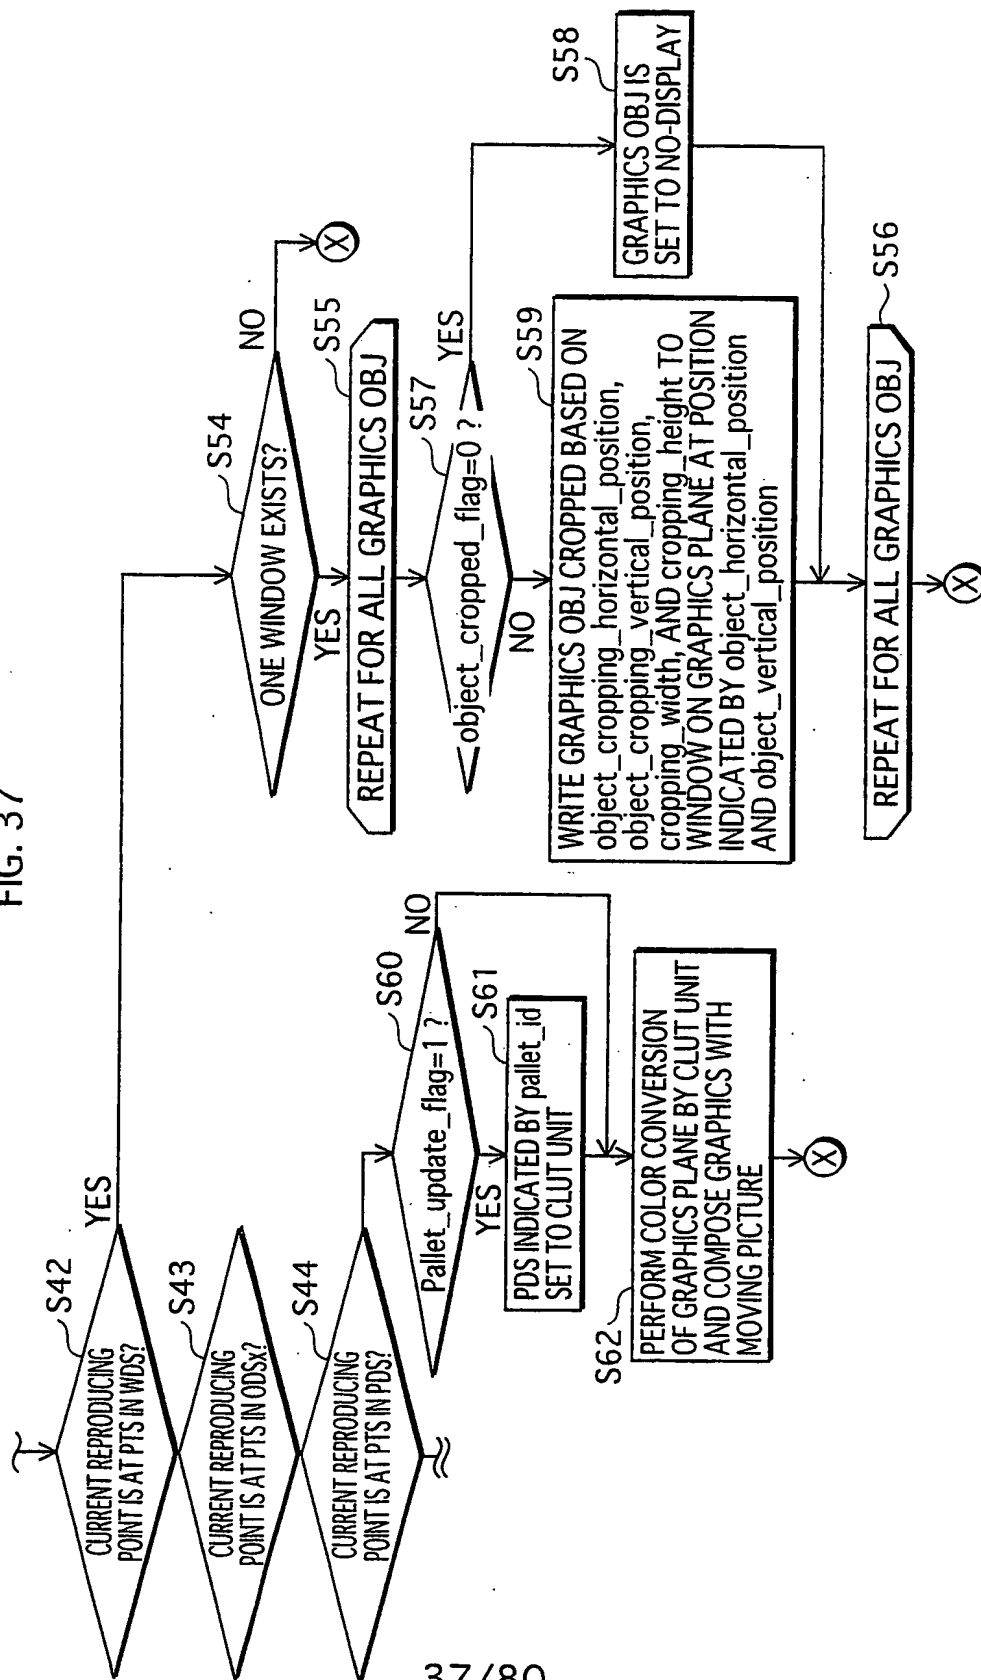 FIG. 37
CURRENT REPRODUCING
POINT IS AT PTS IN WDS?
S42
YES
CURRENT REPRODUCING
POINT IS AT PTS IN ODSx?
S43
CURRENT REPRODUCING
POINT IS AT PTS IN PDS?
S44
ONE WINDOW EXISTS?
S54
NO
X
YES
REPEAT FOR ALL GRAPHICS OBJ
S55
object_cropped_flag=0 ?
S57
YES
NO
GRAPHICS OBJ IS
SET TO NO-DISPLAY
S58
WRITE GRAPHICS OBJ CROPPED BASED ON
object_cropping_horizontal_position,
object_cropping_vertical_position,
cropping_width, AND cropping_height TO
WINDOW ON GRAPHICS PLANE AT POSITION
INDICATED BY object_horizontal_position
AND object_vertical_position
S59
REPEAT FOR ALL GRAPHICS OBJ
S56
X
Pallet_update_flag=1 ?
S60
NO
YES
PDS INDICATED BY pallet_id
SET TO CLUT UNIT
S61
PERFORM COLOR CONVERSION
OF GRAPHICS PLANE BY CLUT UNIT
AND COMPOSE GRAPHICS WITH
MOVING PICTURE
S62
X
37/80